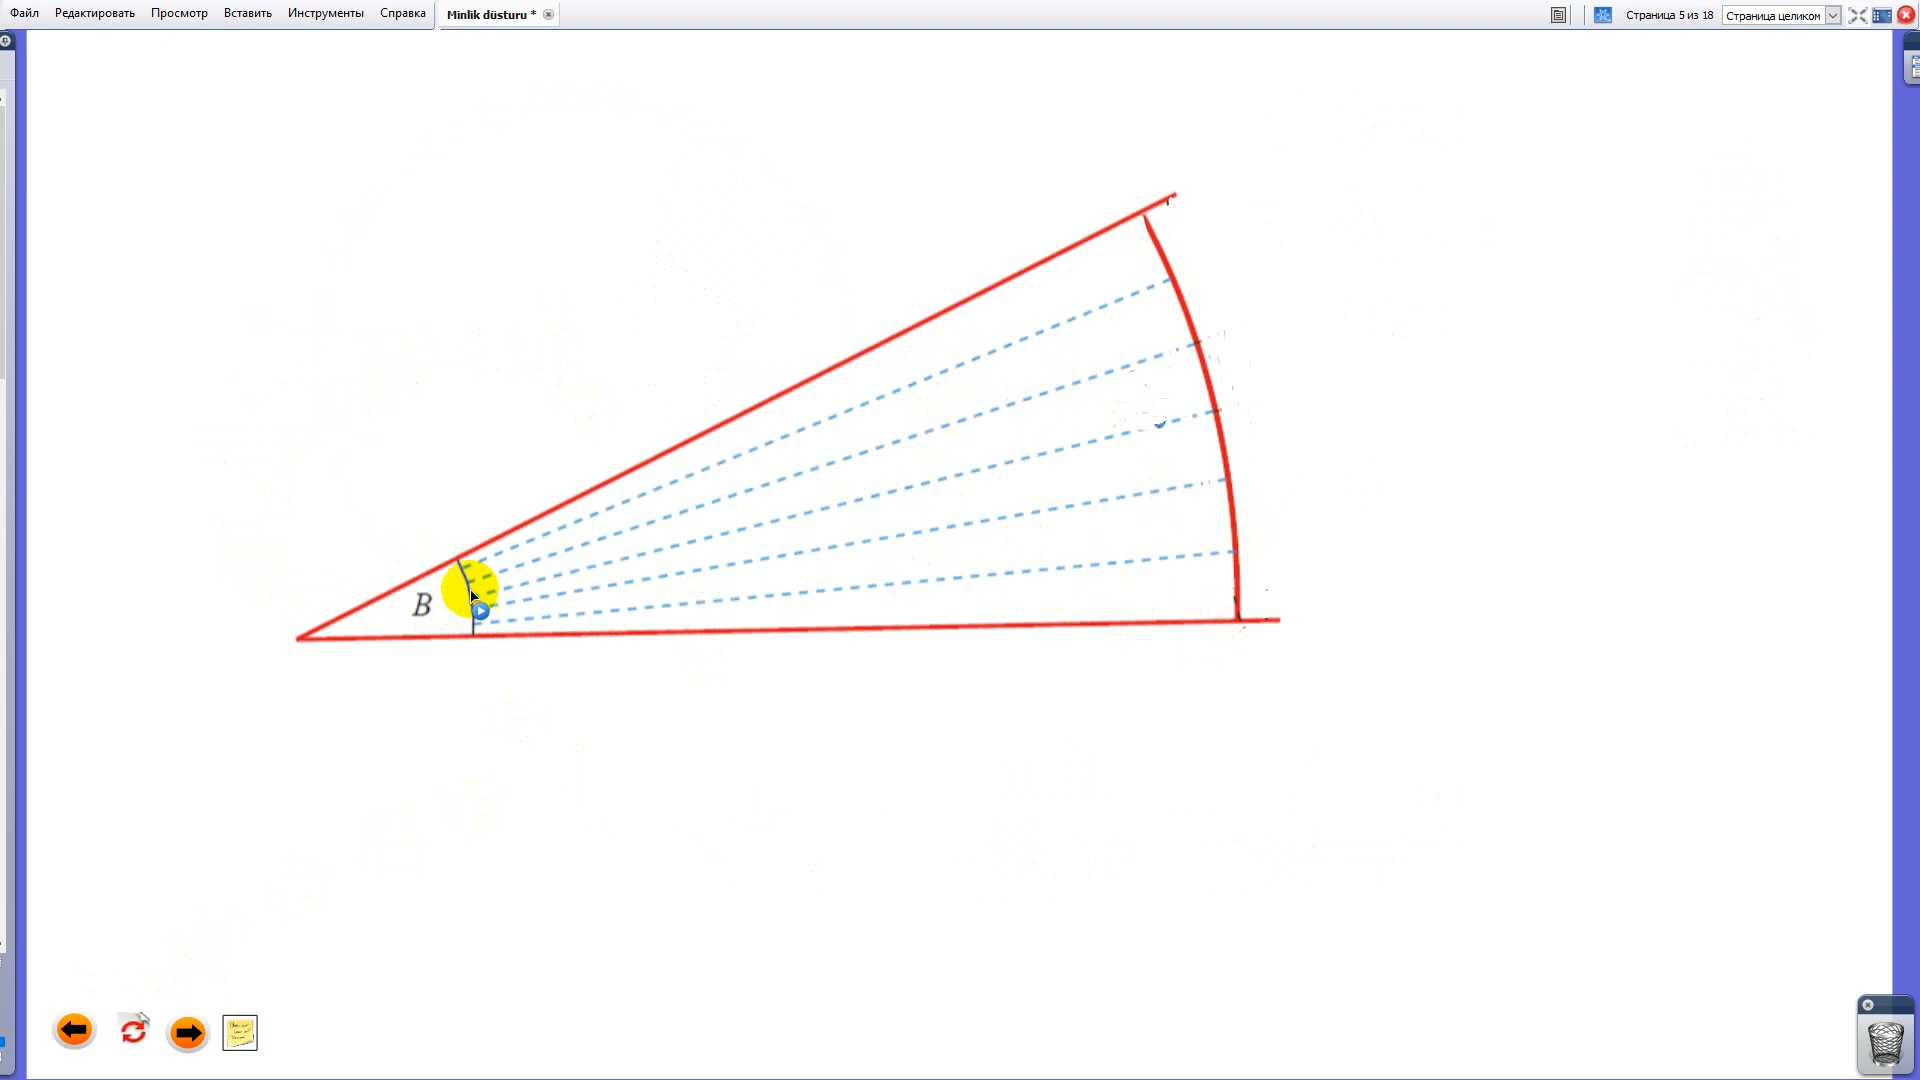 Файл Редактировать Просмотр Вставить Инструменты Справка Minlik düsturu * Страница 5 из 18 Страница целиком
B